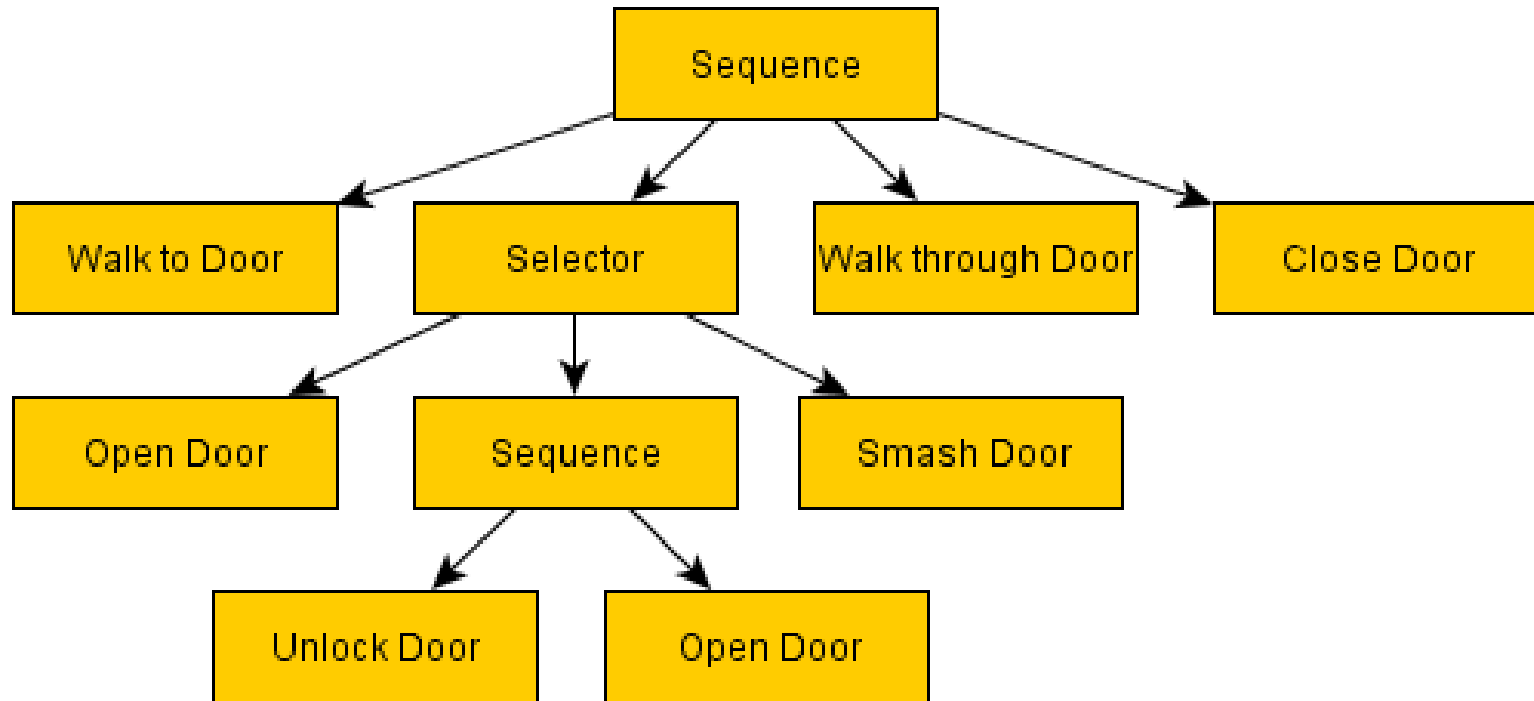 Sequence
Walk to Door
Selector
Walk through Door
Close Door
Open Door
Sequence
Smash Door
Unlock Door
Open Door